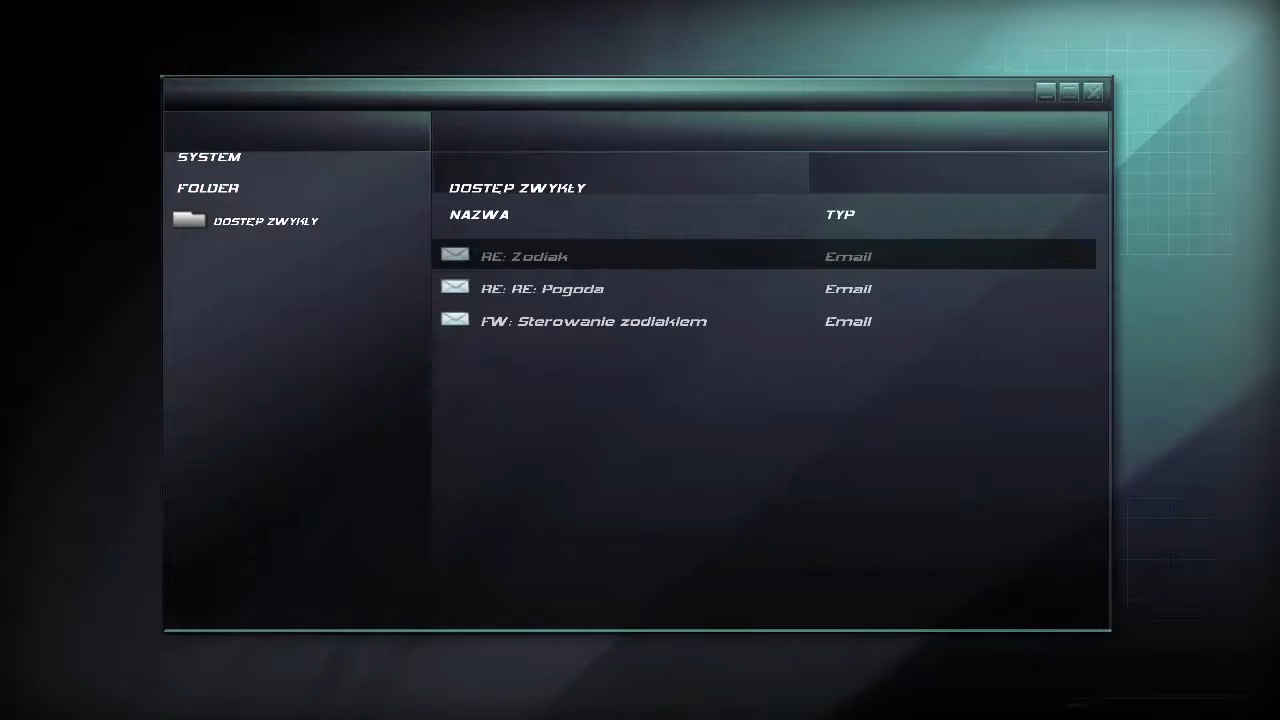 SYSTEM
FOLDER
DOSTĘP ZWYKŁY
DOSTĘP ZWYKŁY
NAZWA TYP
RE: Zodiak Email
RE: RE: Pogoda Email
FW: Sterowanie zodiakiem Email